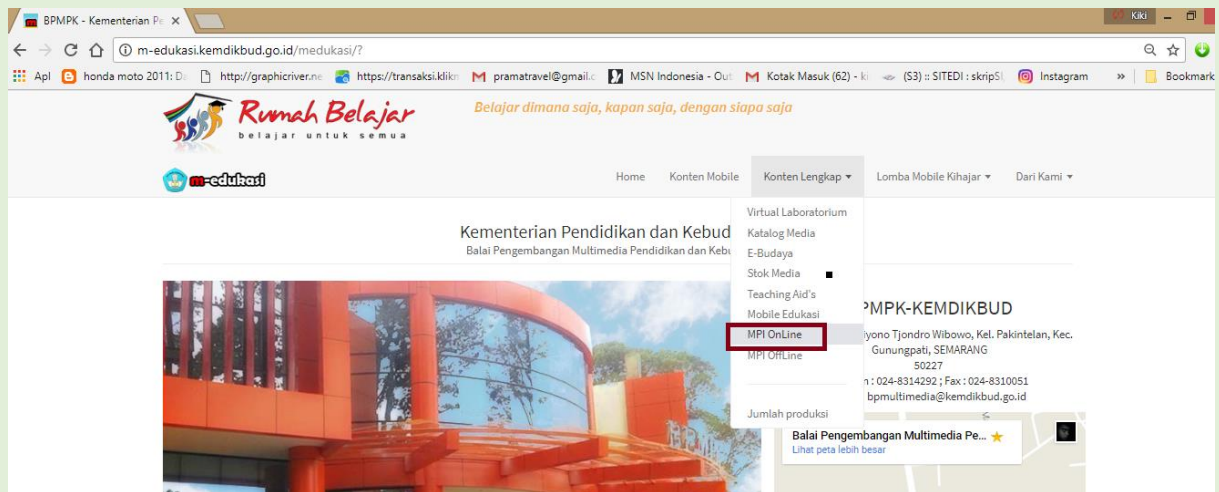 BPMPK - Kementerian Pe
Kiki
m-edukasi.kemdikbud.go.id/medukasi/?
Apl honda moto 2011: Da http://graphicriver.ne https://transaksi.klikn pramatravel@gmail.c MSN Indonesia - Out Kotak Masuk (62) - ki (S3) :: SITEDI : skripSI Instagram » Bookmark
Rumah Belajar
belajar untuk semua
Belajar dimana saja, kapan saja, dengan siapa saja
m-edukasi
Home Konten Mobile Konten Lengkap Lomba Mobile Kihajar Dari Kami
Kementerian Pendidikan dan Kebud
Balai Pengembangan Multimedia Pendidikan dan Kebu
Virtual Laboratorium
Katalog Media
E-Budaya
Stok Media
Teaching Aid's
Mobile Edukasi
MPI OnLine
MPI OffLine
Jumlah produksi
PMPK-KEMDIKBUD
iyono Tjondro Wibowo, Kel. Pakintelan, Kec.
Gunungpati, SEMARANG
50227
n : 024-8314292 ; Fax : 024-8310051
bpmultimedia@kemdikbud.go.id
Balai Pengembangan Multimedia Pe...
Lihat peta lebih besar